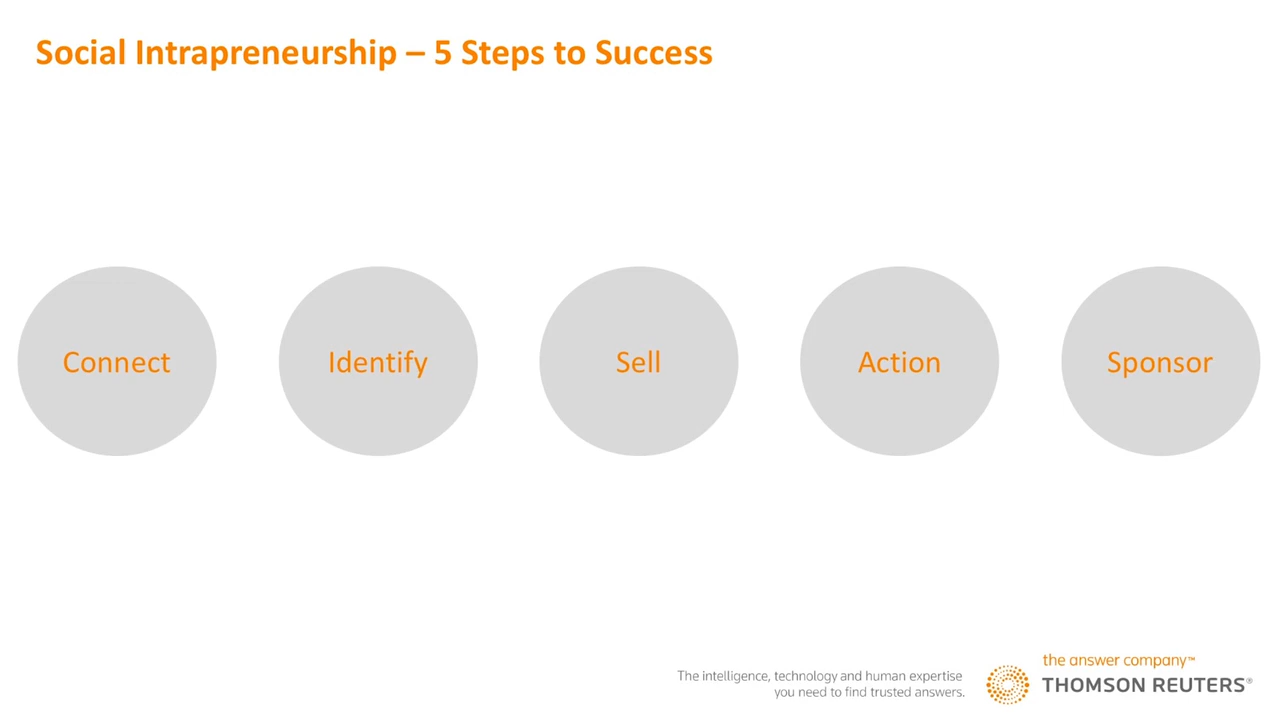 Social Intrapreneurship – 5 Steps to Success
Connect
Identify
Sell
Action
Sponsor
The intelligence, technology and human expertise
you need to find trusted answers.
the answer company™
THOMSON REUTERS®